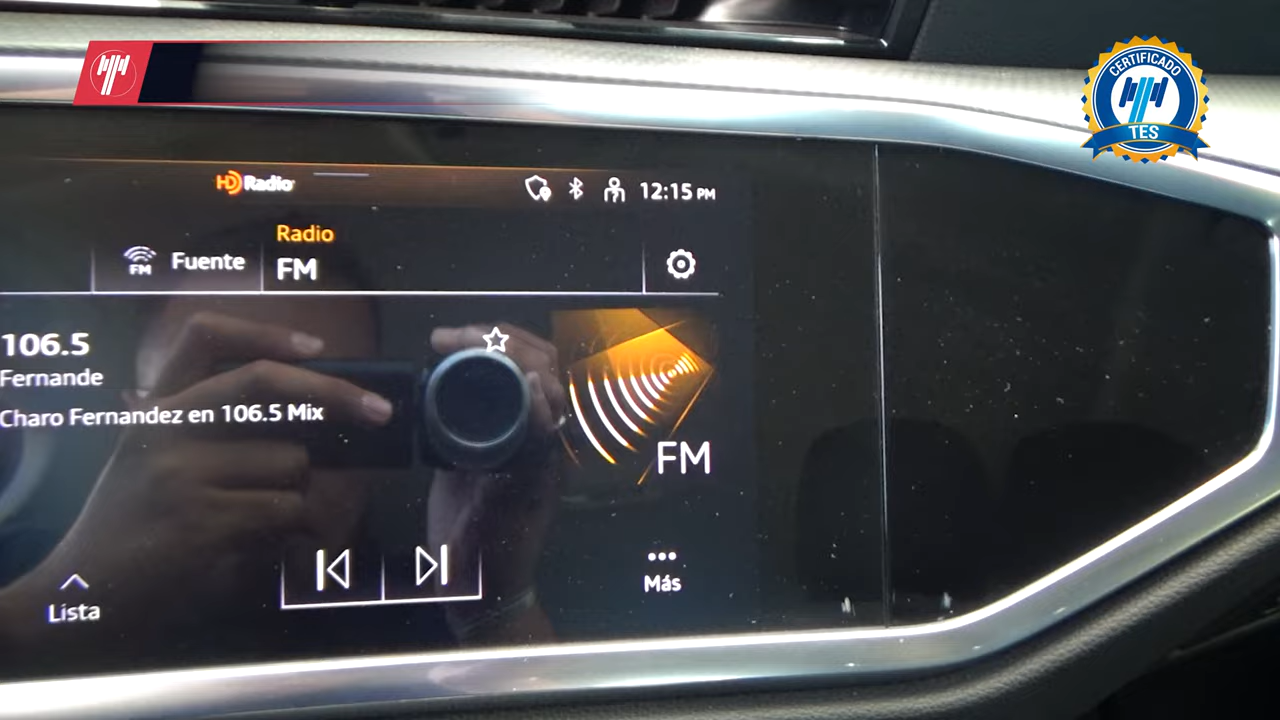 CERTIFICADO
TES
HD Radio
12:15 PM
FM
Fuente
Radio
FM
106.5
Fernande
Charo Fernandez en 106.5 Mix
FM
Lista
Más